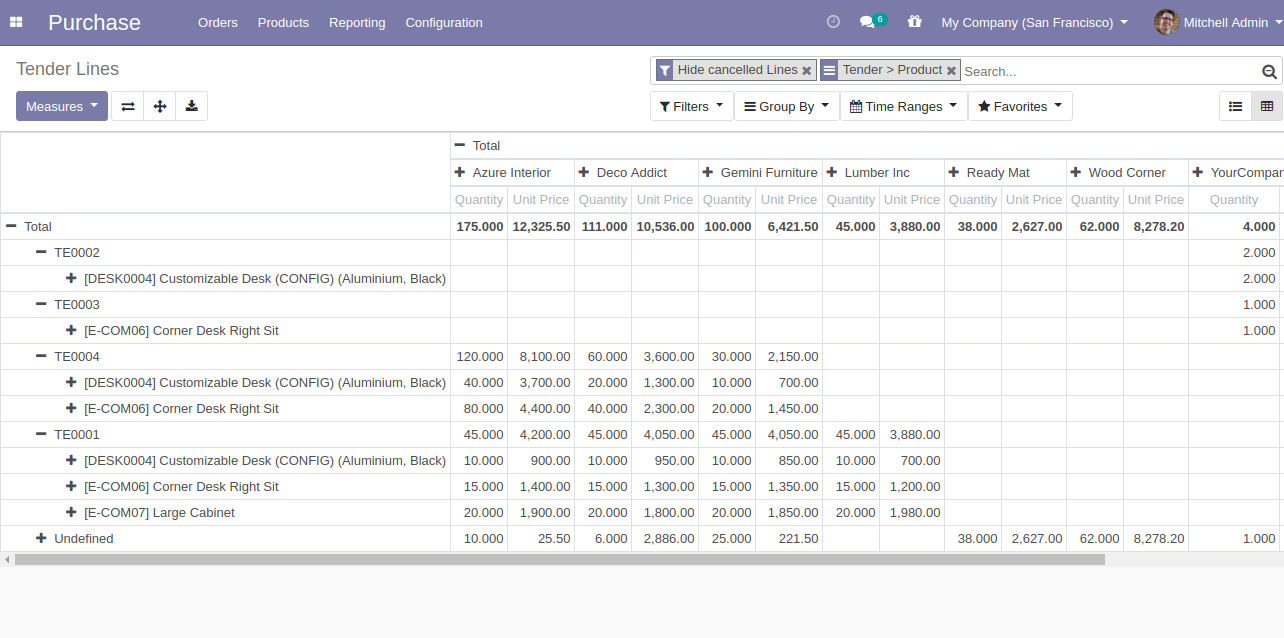 Purchase Orders Products Reporting Configuration 6 My Company (San Francisco) Mitchell Admin
Tender Lines Hide cancelled Lines Tender > Product Search...
Measures Filters Group By Time Ranges Favorites
Total
Azure Interior Deco Addict Gemini Furniture Lumber Inc Ready Mat Wood Corner YourCompan
Quantity Unit Price Quantity Unit Price Quantity Unit Price Quantity Unit Price Quantity Unit Price Quantity Unit Price Quantity
Total 175.000 12,325.50 111.000 10,536.00 100.000 6,421.50 45.000 3,880.00 38.000 2,627.00 62.000 8,278.20 4.000
TE0002 2.000
[DESK0004] Customizable Desk (CONFIG) (Aluminium, Black) 2.000
TE0003 1.000
[E-COM06] Corner Desk Right Sit 1.000
TE0004 120.000 8,100.00 60.000 3,600.00 30.000 2,150.00
[DESK0004] Customizable Desk (CONFIG) (Aluminium, Black) 40.000 3,700.00 20.000 1,300.00 10.000 700.00
[E-COM06] Corner Desk Right Sit 80.000 4,400.00 40.000 2,300.00 20.000 1,450.00
TE0001 45.000 4,200.00 45.000 4,050.00 45.000 4,050.00 45.000 3,880.00
[DESK0004] Customizable Desk (CONFIG) (Aluminium, Black) 10.000 900.00 10.000 950.00 10.000 850.00 10.000 700.00
[E-COM06] Corner Desk Right Sit 15.000 1,400.00 15.000 1,300.00 15.000 1,350.00 15.000 1,200.00
[E-COM07] Large Cabinet 20.000 1,900.00 20.000 1,800.00 20.000 1,850.00 20.000 1,980.00
Undefined 10.000 25.50 6.000 2,886.00 25.000 221.50 38.000 2,627.00 62.000 8,278.20 1.000